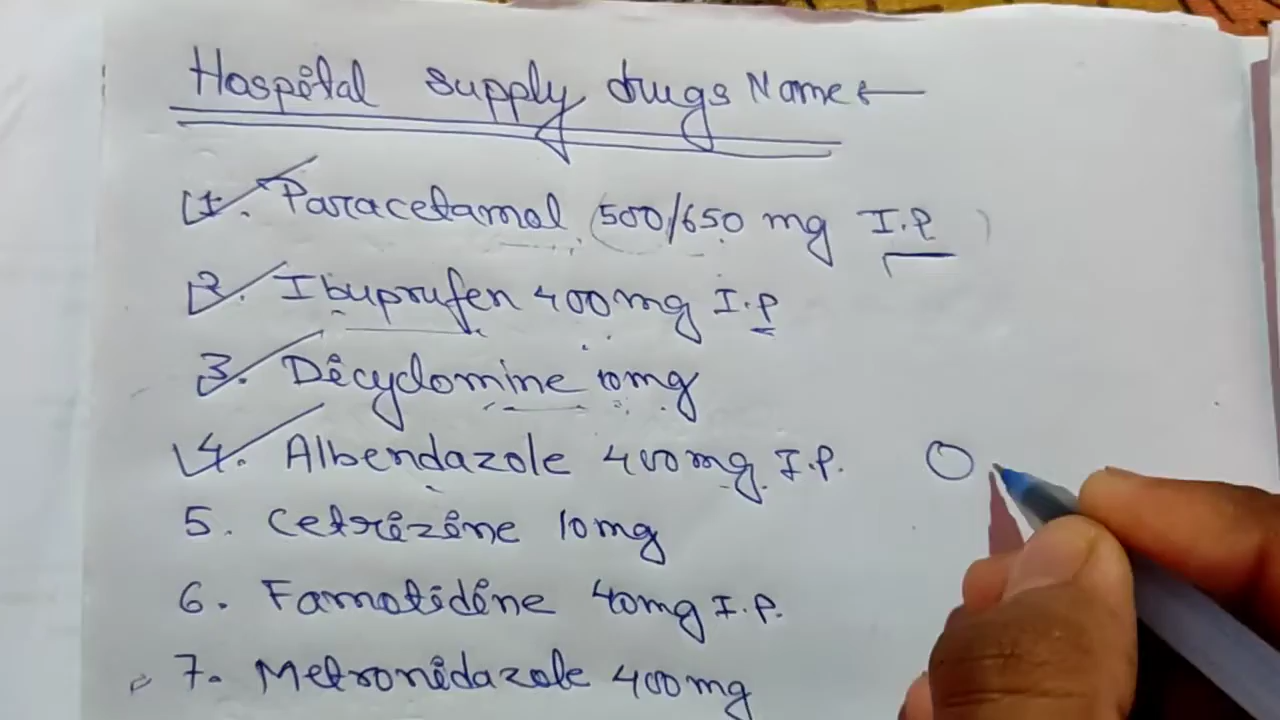 Hospital supply drugs Name :-
1. Paracetamol (500/650 mg I.P)
2. Ibuprufen 400mg I.P
3. Dicyclomine 10mg
4. Albendazole 400mg I.P. O
5. Cetrizine 10mg
6. Famotidine 40mg I.P.
7. Metronidazole 400mg